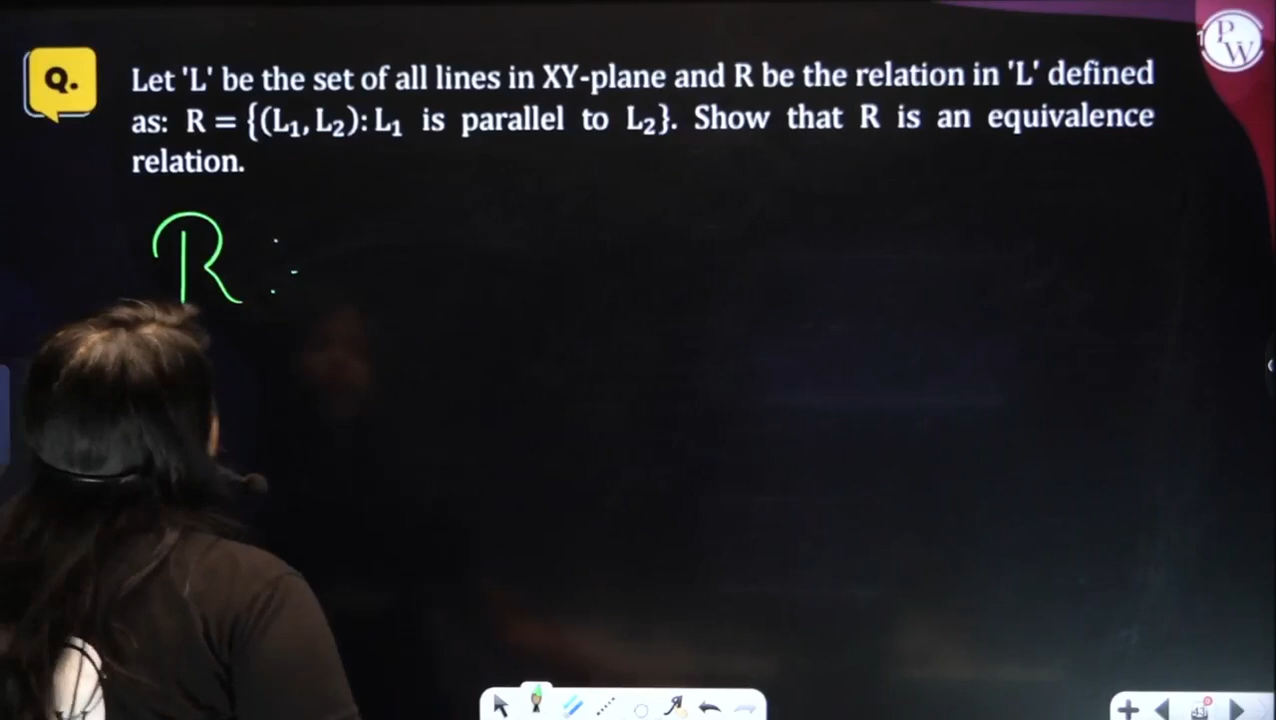 Q.
Let 'L' be the set of all lines in XY-plane and R be the relation in 'L' defined
as: R = {(L₁, L₂): L₁ is parallel to L₂}. Show that R is an equivalence
relation.
R :-
PW
43